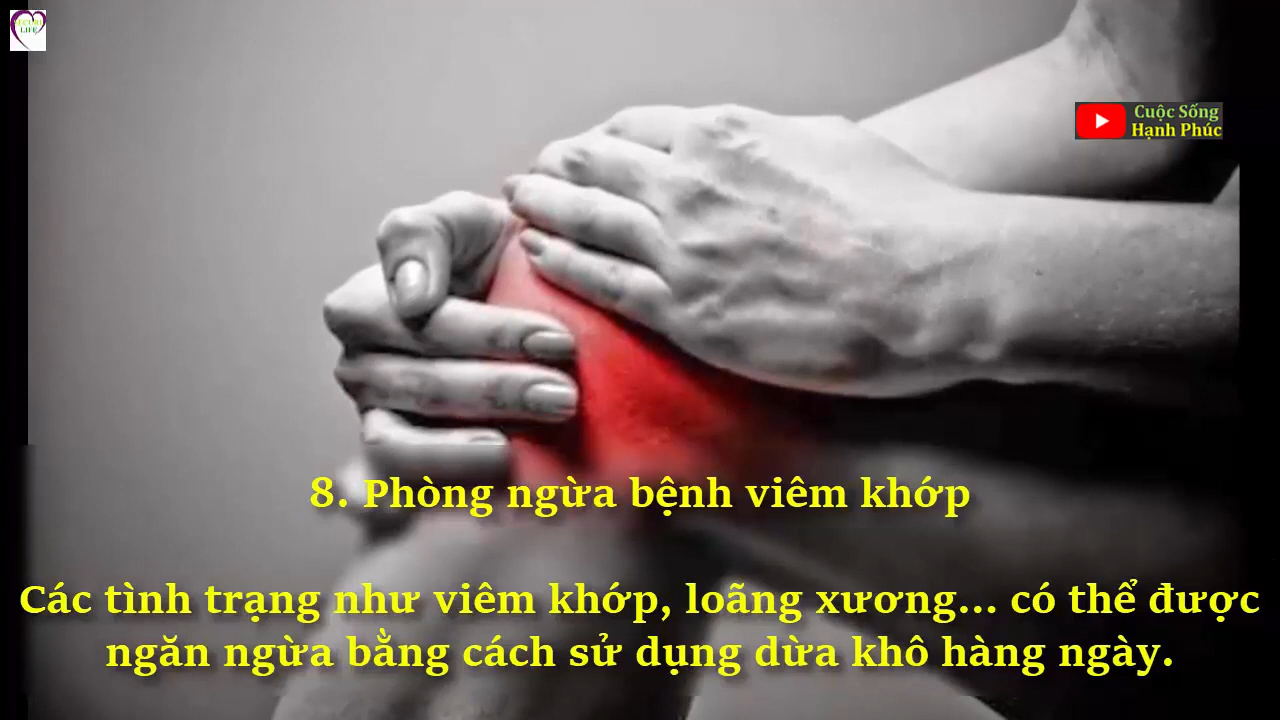 LIFE
Cuộc Sống
Hạnh Phúc
8. Phòng ngừa bệnh viêm khớp
Các tình trạng như viêm khớp, loãng xương... có thể được
ngăn ngừa bằng cách sử dụng dừa khô hàng ngày.